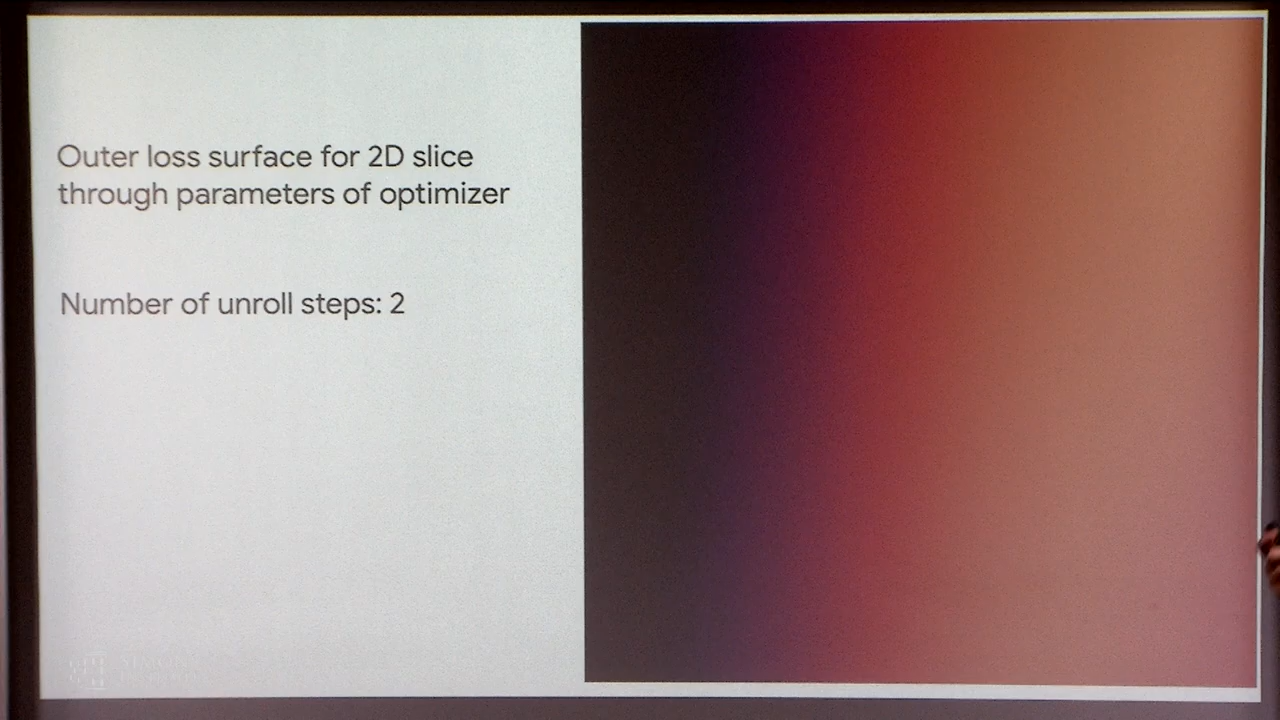 Outer loss surface for 2D slice
through parameters of optimizer
Number of unroll steps: 2